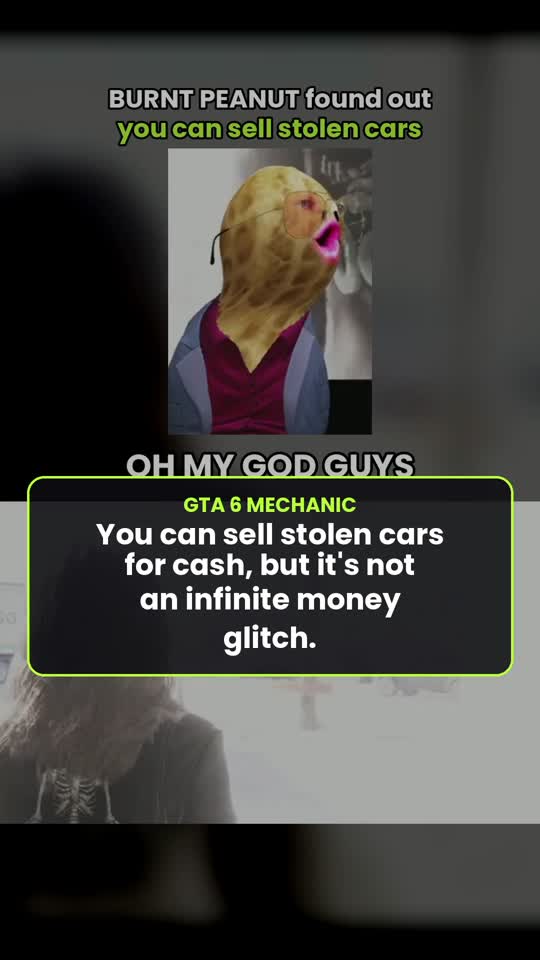 BURNT PEANUT found out
you can sell stolen cars
OH MY GOD GUYS
GTA 6 MECHANIC
You can sell stolen cars
for cash, but it's not
an infinite money
glitch.